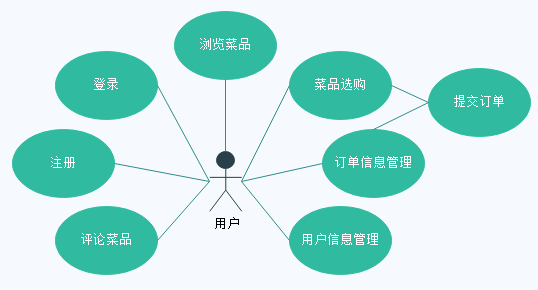 浏览菜品
登录
菜品选购
提交订单
注册
订单信息管理
用户
评论菜品
用户信息管理